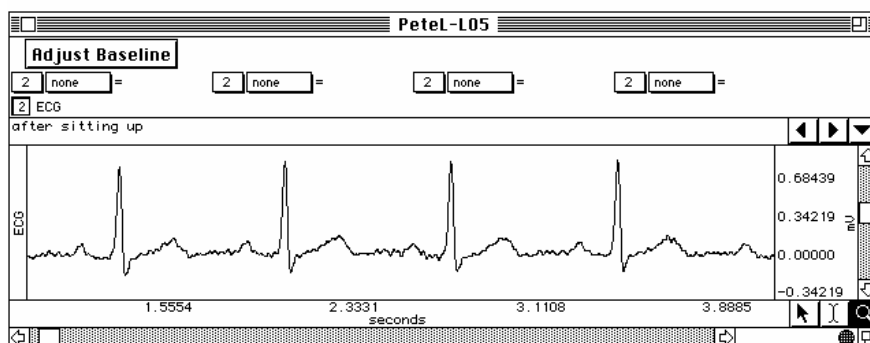 PeteL-L05
Adjust Baseline
2 none = 2 none = 2 none = 2 none =
2 ECG
after sitting up
ECG
0.68439
0.34219
0.00000
-0.34219
mV
1.5554 2.3331 3.1108 3.8885
seconds